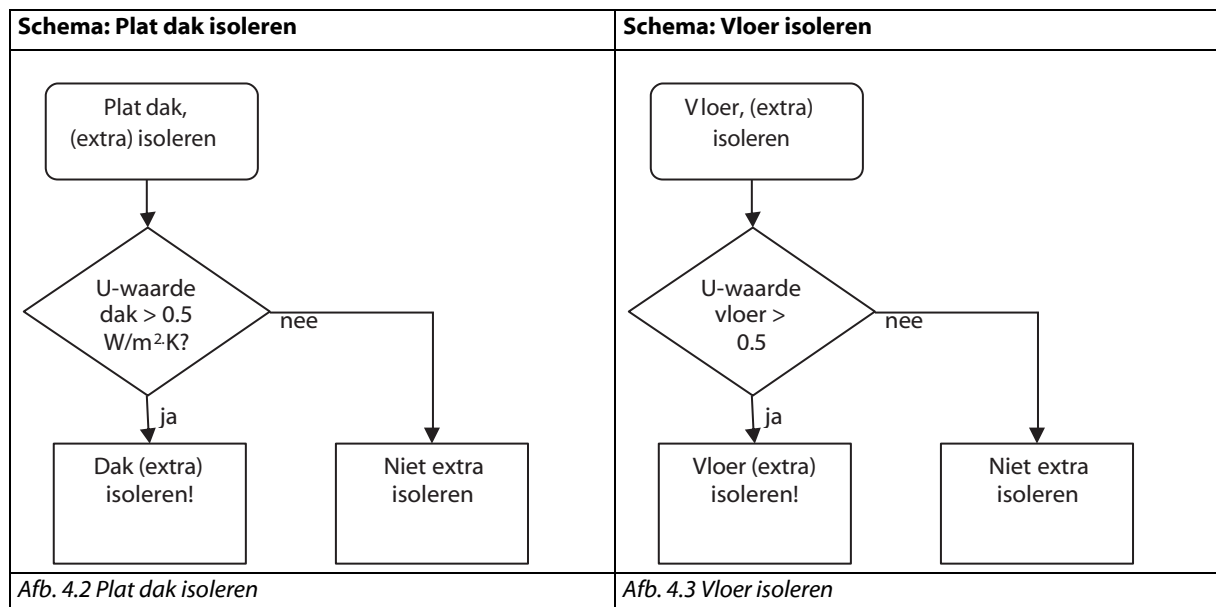 Schema: Plat dak isoleren
Plat dak,
(extra) isoleren
U-waarde
dak > 0.5
W/m²·K?
nee
ja
Dak (extra)
isoleren!
Niet extra
isoleren
Afb. 4.2 Plat dak isoleren
Schema: Vloer isoleren
Vloer, (extra)
isoleren
U-waarde
vloer >
0.5
nee
ja
Vloer (extra)
isoleren!
Niet extra
isoleren
Afb. 4.3 Vloer isoleren